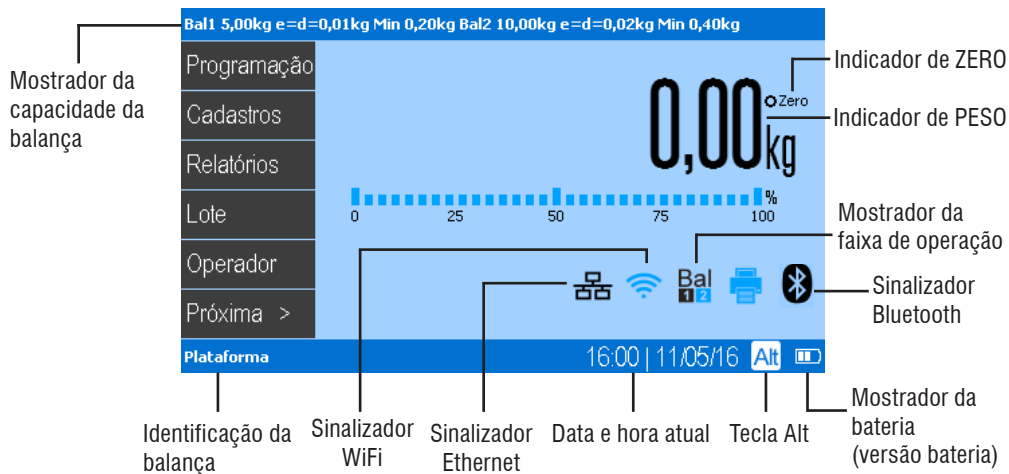 Bal1 5,00kg e=d=0,01kg Min 0,20kg Bal2 10,00kg e=d=0,02kg Min 0,40kg
Mostrador da
capacidade da
balança
Programação
Cadastros
Relatórios
Lote
Operador
Próxima >
0,00
Zero
kg
Indicador de ZERO
Indicador de PESO
%
0 25 50 75 100
Mostrador da
faixa de operação
Bal
1 2
Sinalizador
Bluetooth
Plataforma
16:00 | 11/05/16 Alt
Identificação da
balança
Sinalizador
WiFi
Sinalizador
Ethernet
Data e hora atual
Tecla Alt
Mostrador da
bateria
(versão bateria)